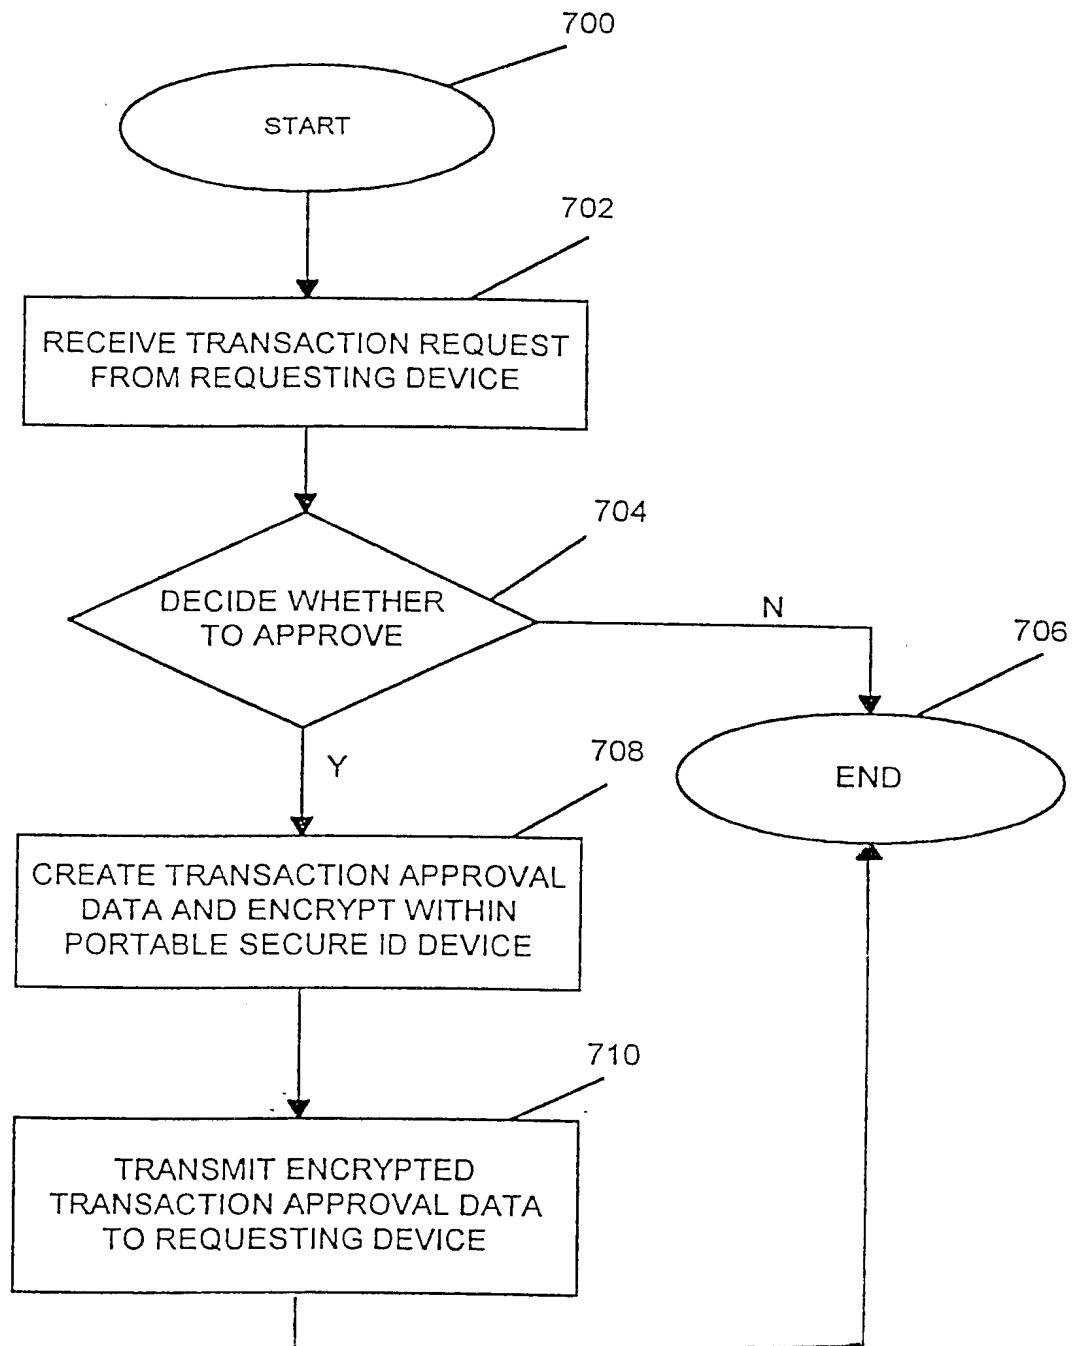 700
START
702
RECEIVE TRANSACTION REQUEST
FROM REQUESTING DEVICE
704
DECIDE WHETHER
TO APPROVE
N
706
END
Y
708
CREATE TRANSACTION APPROVAL
DATA AND ENCRYPT WITHIN
PORTABLE SECURE ID DEVICE
710
TRANSMIT ENCRYPTED
TRANSACTION APPROVAL DATA
TO REQUESTING DEVICE